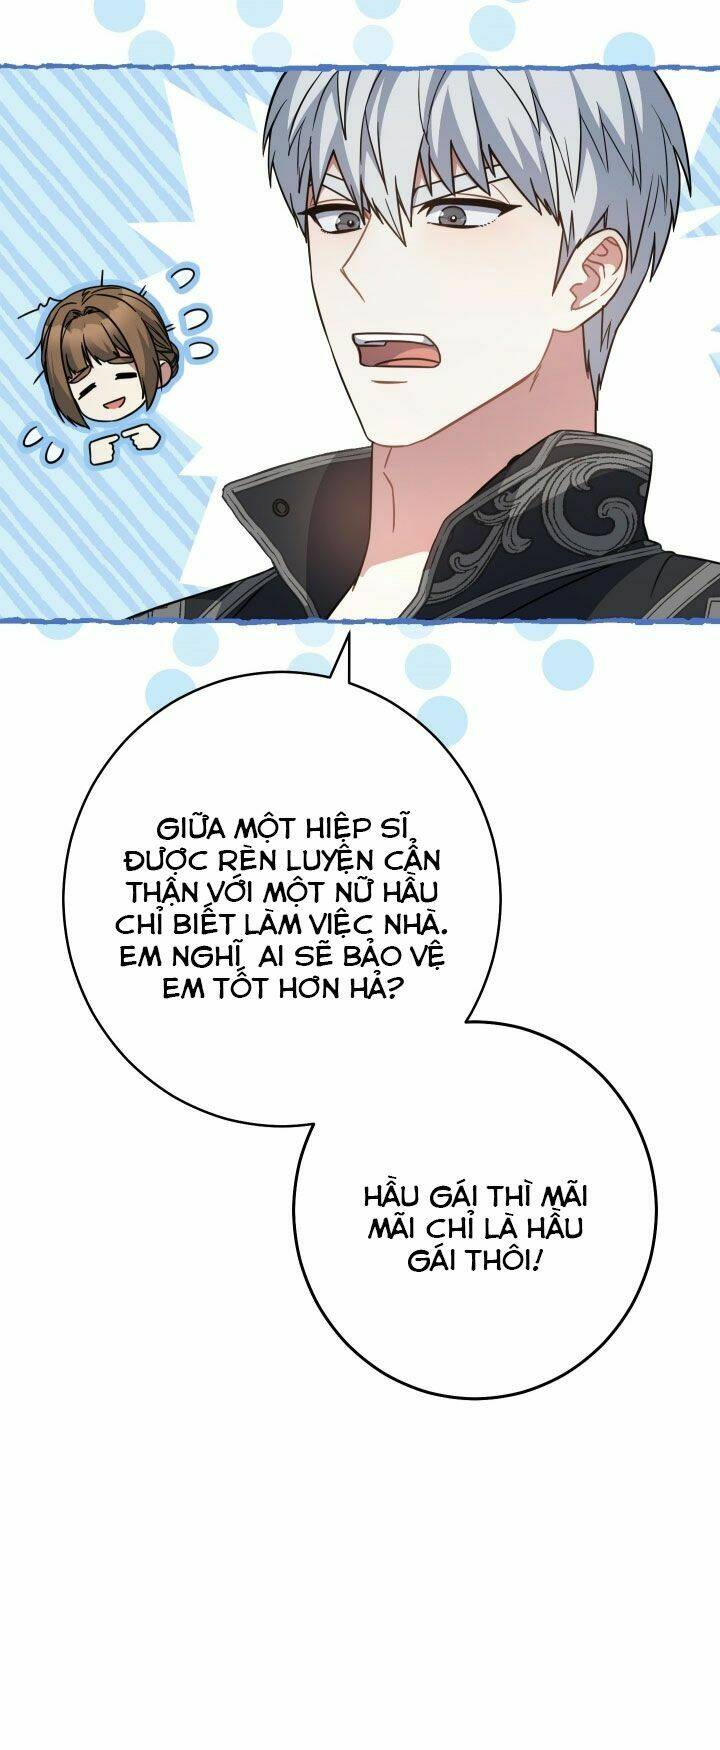 GIỮA MỘT HIỆP SĨ
ĐƯỢC RÈN LUYỆN CẨN
THẬN VỚI MỘT NỮ HẦU
CHỈ BIẾT LÀM VIỆC NHÀ.
EM NGHĨ AI SẼ BẢO VỆ
EM TỐT HƠN HẢ?
HẦU GÁI THÌ MÃI
MÃI CHỈ LÀ HẦU
GÁI THÔI!